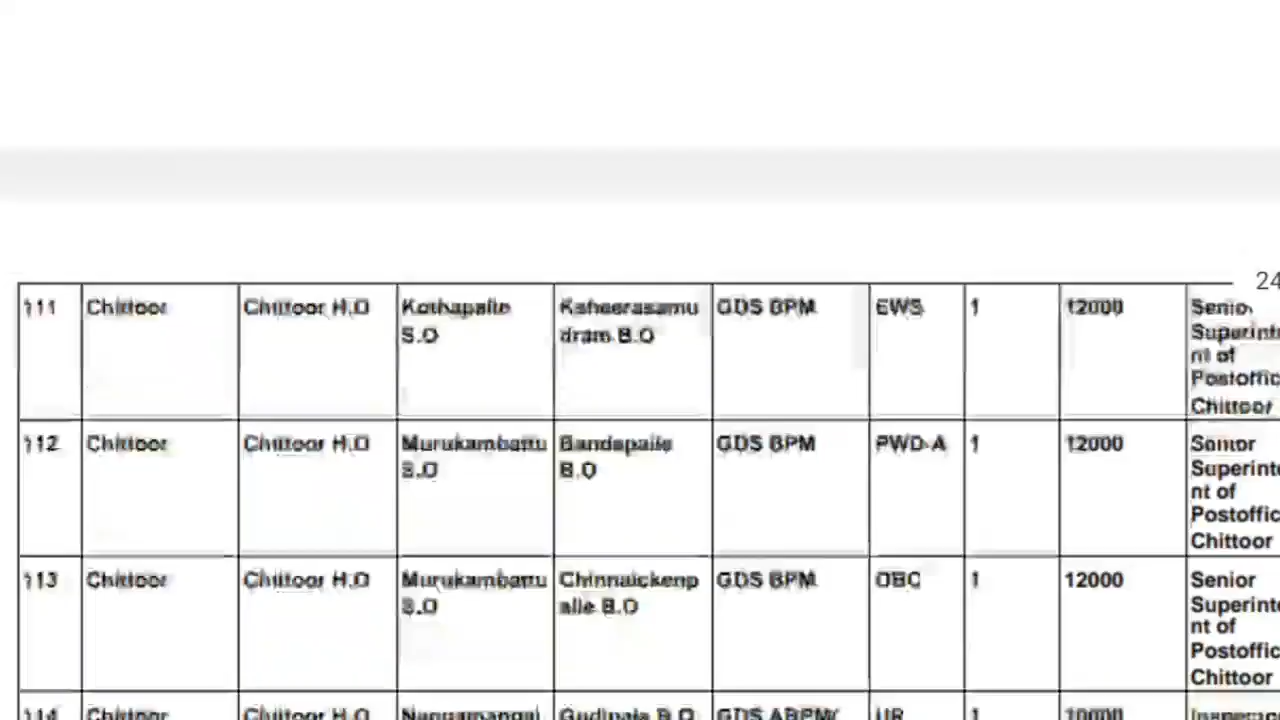 24
111 Chittoor Chittoor H.O Kothapalle GDS BPM EWS 1 12000 Senior
S.O dram B.O Superinte
nt of
Postoffic
Chittoor
112 Chittoor Chittoor H.O Murukambattu Bandapalle GDS BPM PWD-A 1 12000 Senior
S.O B.O Superinte
nt of
Postoffic
Chittoor
113 Chittoor Chittoor H.O Murukambattu Chinnaickenp GDS BPM OBC 1 12000 Senior
S.O alle B.O Superinte
nt of
Postoffic
Chittoor
114 Chittoor Chittoor H.O Gudipala B.O GDS ABPM/ UR 1 10000